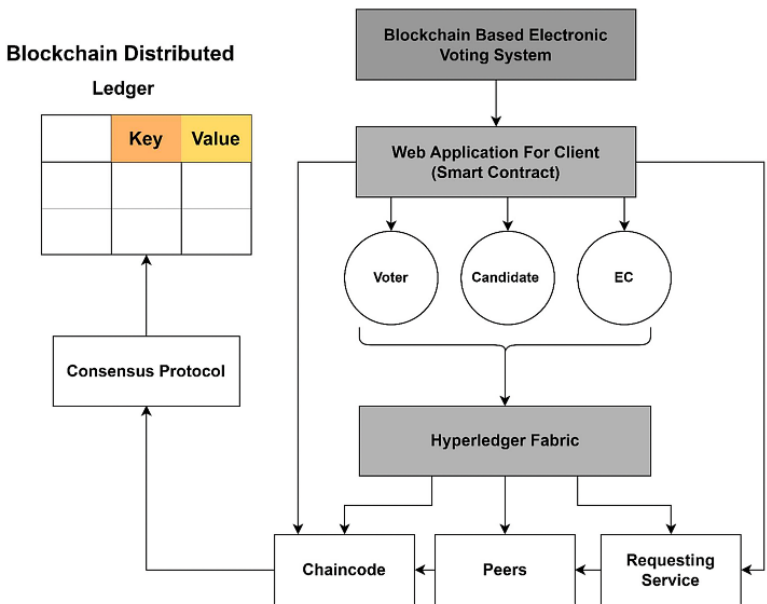 Blockchain Based Electronic
Voting System
Blockchain Distributed
Ledger
Key Value
Web Application For Client
(Smart Contract)
Voter
Candidate
EC
Consensus Protocol
Hyperledger Fabric
Chaincode
Peers
Requesting
Service